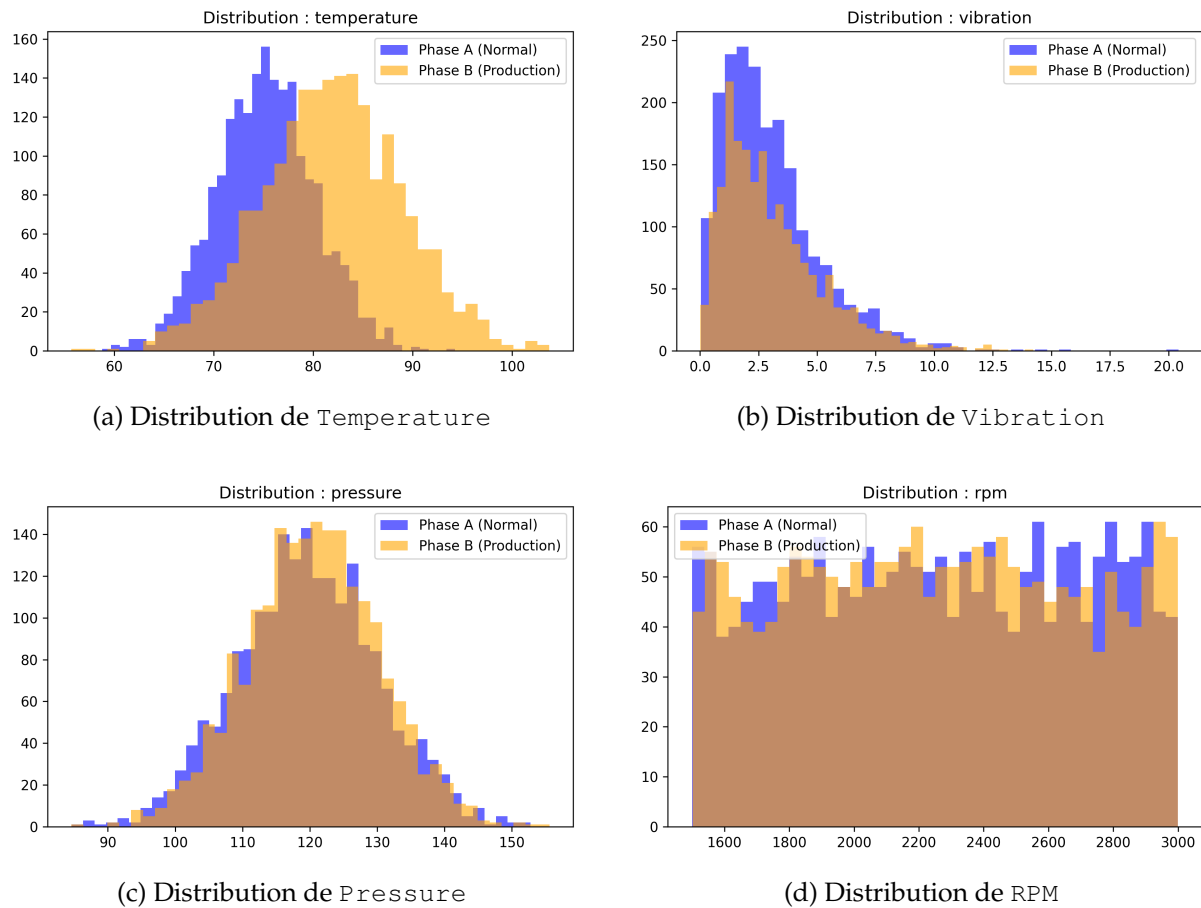 Distribution : temperature
160
140
120
100
80
60
40
20
0
60 70 80 90 100
Phase A (Normal)
Phase B (Production)
(a) Distribution de Temperature
Distribution : vibration
250
200
150
100
50
0
0.0 2.5 5.0 7.5 10.0 12.5 15.0 17.5 20.0
Phase A (Normal)
Phase B (Production)
(b) Distribution de Vibration
Distribution : pressure
140
120
100
80
60
40
20
0
90 100 110 120 130 140 150
Phase A (Normal)
Phase B (Production)
(c) Distribution de Pressure
Distribution : rpm
60
50
40
30
20
10
0
1600 1800 2000 2200 2400 2600 2800 3000
Phase A (Normal)
Phase B (Production)
(d) Distribution de RPM